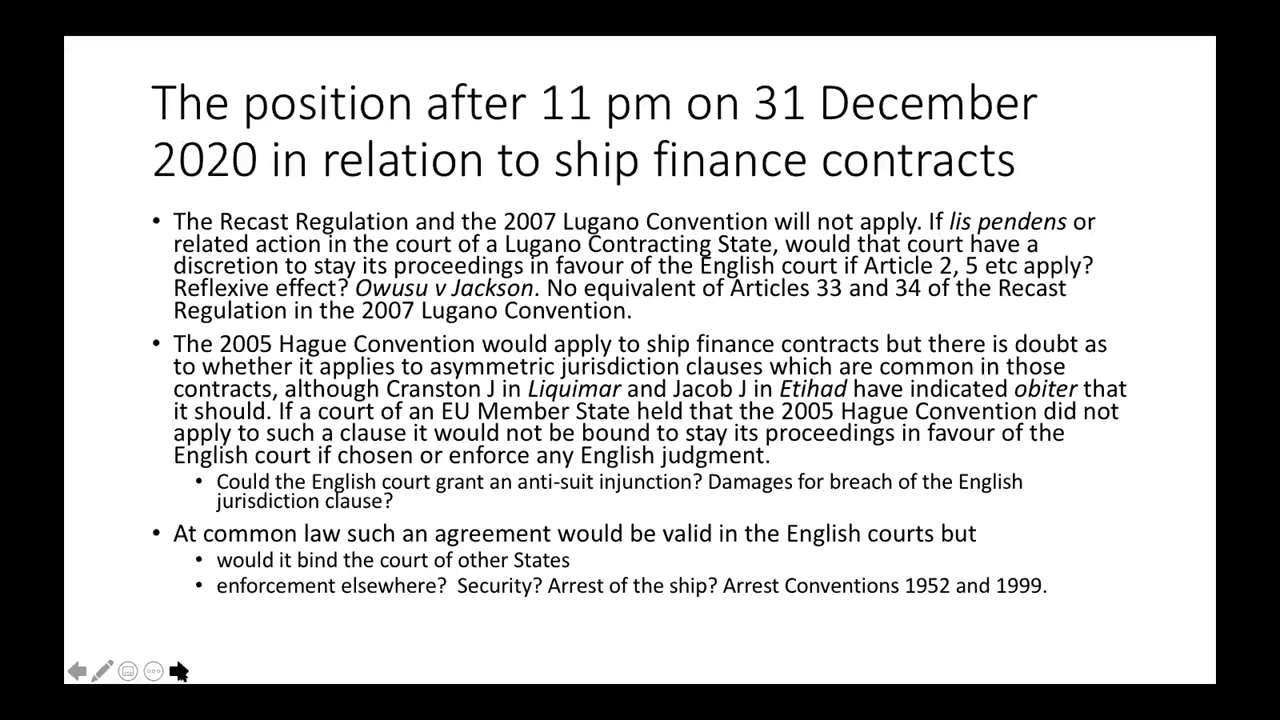 The position after 11 pm on 31 December
2020 in relation to ship finance contracts
• The Recast Regulation and the 2007 Lugano Convention will not apply. If lis pendens or
related action in the court of a Lugano Contracting State, would that court have a
discretion to stay its proceedings in favour of the English court if Article 2, 5 etc apply?
Reflexive effect? Owusu v Jackson. No equivalent of Articles 33 and 34 of the Recast
Regulation in the 2007 Lugano Convention.
• The 2005 Hague Convention would apply to ship finance contracts but there is doubt as
to whether it applies to asymmetric jurisdiction clauses which are common in those
contracts, although Cranston J in Liquimar and Jacob J in Etihad have indicated obiter that
it should. If a court of an EU Member State held that the 2005 Hague Convention did not
apply to such a clause it would not be bound to stay its proceedings in favour of the
English court if chosen or enforce any English judgment.
• Could the English court grant an anti-suit injunction? Damages for breach of the English
jurisdiction clause?
• At common law such an agreement would be valid in the English courts but
• would it bind the court of other States
• enforcement elsewhere?  Security? Arrest of the ship? Arrest Conventions 1952 and 1999.